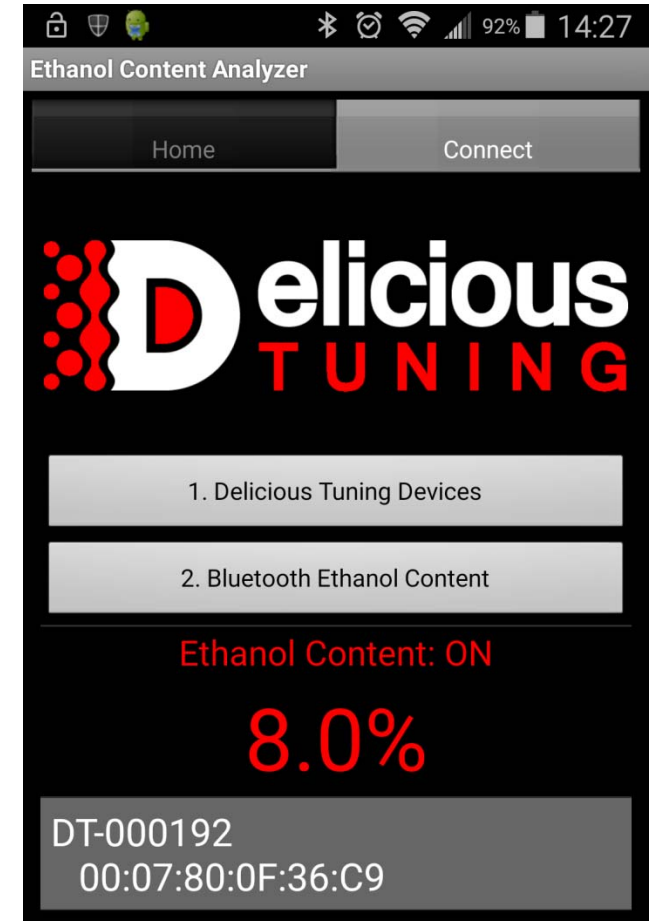 92% 14:27
Ethanol Content Analyzer
Home Connect
Delicious
TUNING
1. Delicious Tuning Devices
2. Bluetooth Ethanol Content
Ethanol Content: ON
8.0%
DT-000192
00:07:80:0F:36:C9